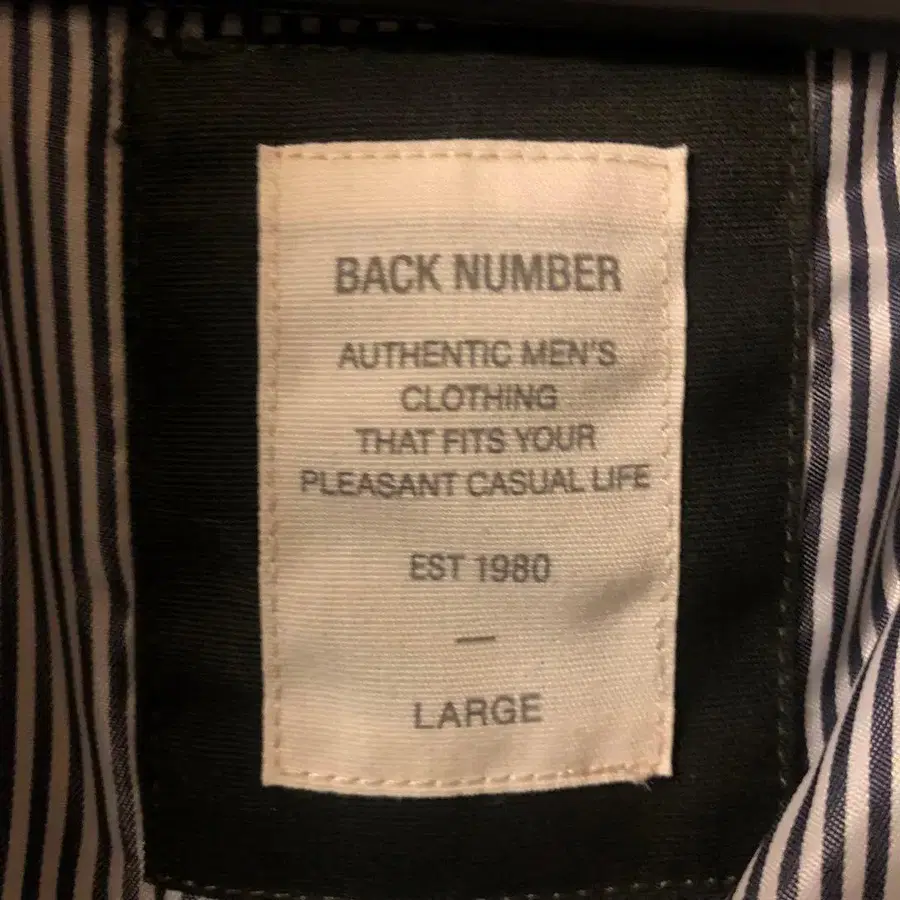 BACK NUMBER
AUTHENTIC MEN'S
CLOTHING
THAT FITS YOUR
PLEASANT CASUAL LIFE
EST 1980
—
LARGE